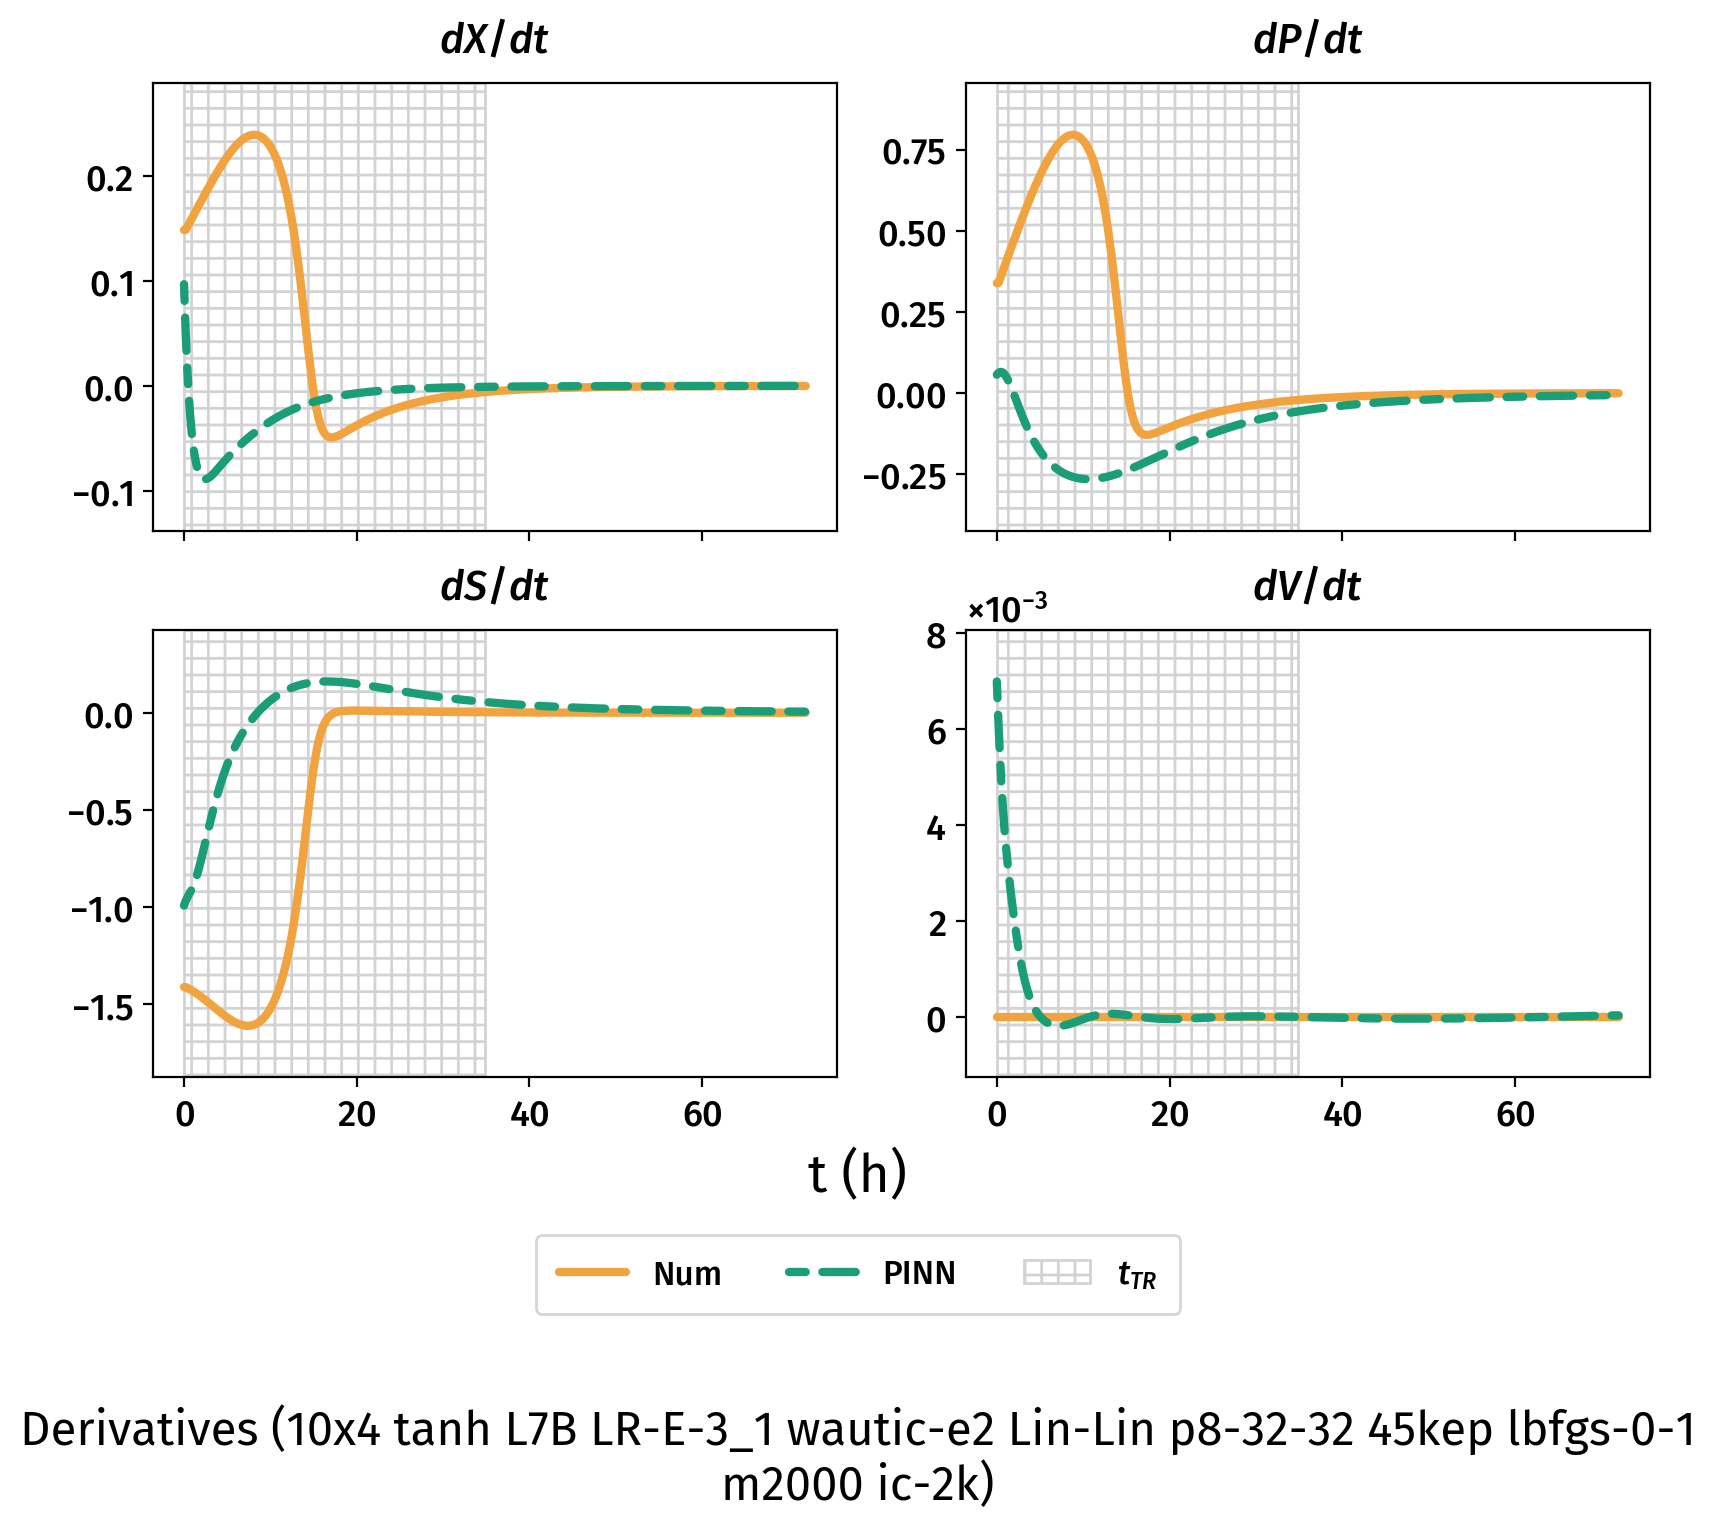 dX/dt
dP/dt
0.2
0.1
0.0
−0.1
0.75
0.50
0.25
0.00
−0.25
dS/dt
dV/dt
×10⁻³
0.0
−0.5
−1.0
−1.5
8
6
4
2
0
0 20 40 60
0 20 40 60
t (h)
Num PINN t_TR
Derivatives (10x4 tanh L7B LR-E-3_1 wautic-e2 Lin-Lin p8-32-32 45kep lbfgs-0-1
m2000 ic-2k)